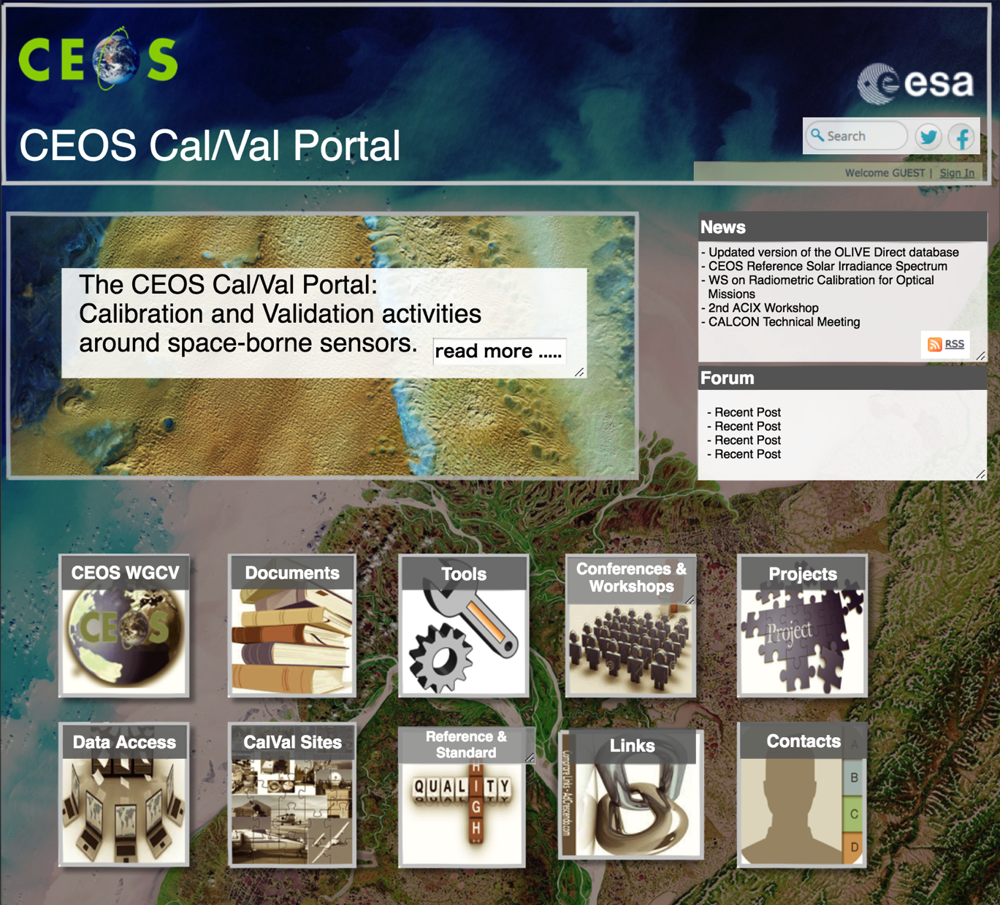 CEOS
esa
CEOS Cal/Val Portal
Search
Welcome GUEST | Sign In
The CEOS Cal/Val Portal:
Calibration and Validation activities
around space-borne sensors.
read more .....
News
- Updated version of the OLIVE Direct database
- CEOS Reference Solar Irradiance Spectrum
- WS on Radiometric Calibration for Optical
Missions
- 2nd ACIX Workshop
- CALCON Technical Meeting
RSS
Forum
- Recent Post
- Recent Post
- Recent Post
- Recent Post
CEOS WGCV
CEOS
Documents
Tools
Conferences &
Workshops
Projects
Project
Data Access
CalVal Sites
Reference &
Standard
QUALITY
HIGH
Links
Compare Links - AdCrescendo.com
Contacts
A
B
C
D